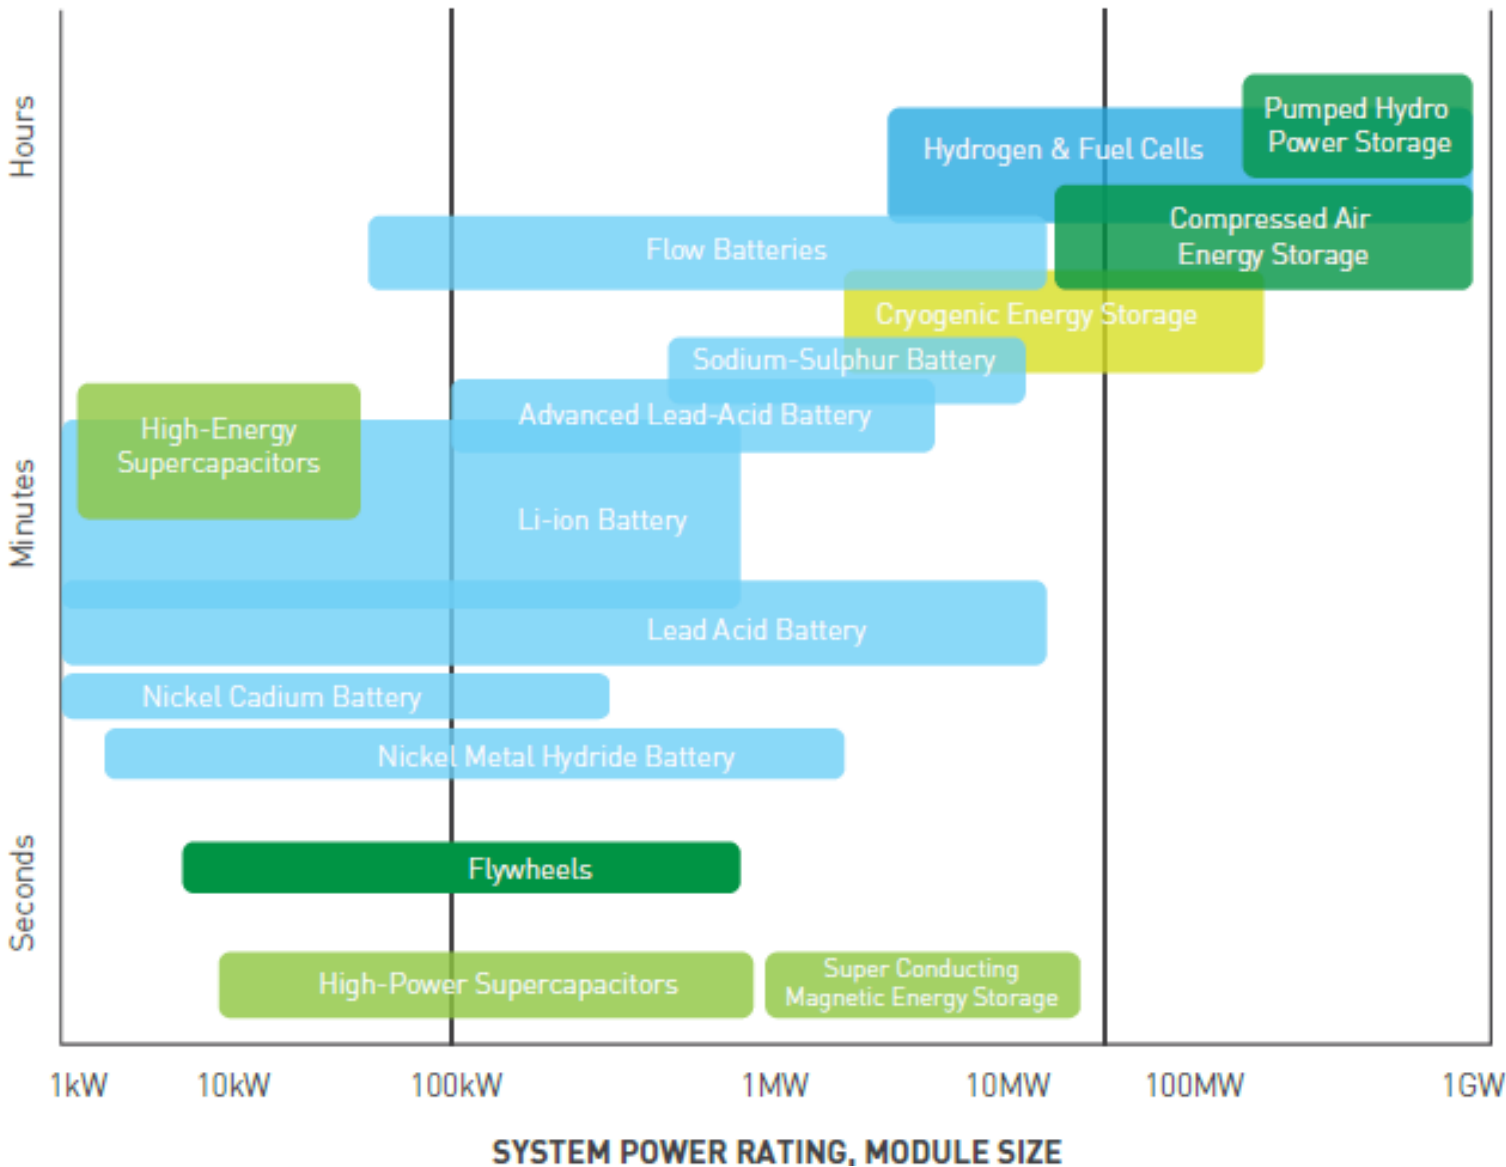 Hours
Minutes
Seconds
Pumped Hydro
Power Storage
Hydrogen & Fuel Cells
Compressed Air
Energy Storage
Flow Batteries
Cryogenic Energy Storage
Sodium-Sulphur Battery
Advanced Lead-Acid Battery
High-Energy
Supercapacitors
Li-ion Battery
Lead Acid Battery
Nickel Cadium Battery
Nickel Metal Hydride Battery
Flywheels
High-Power Supercapacitors
Super Conducting
Magnetic Energy Storage
1kW 10kW 100kW 1MW 10MW 100MW 1GW
SYSTEM POWER RATING, MODULE SIZE